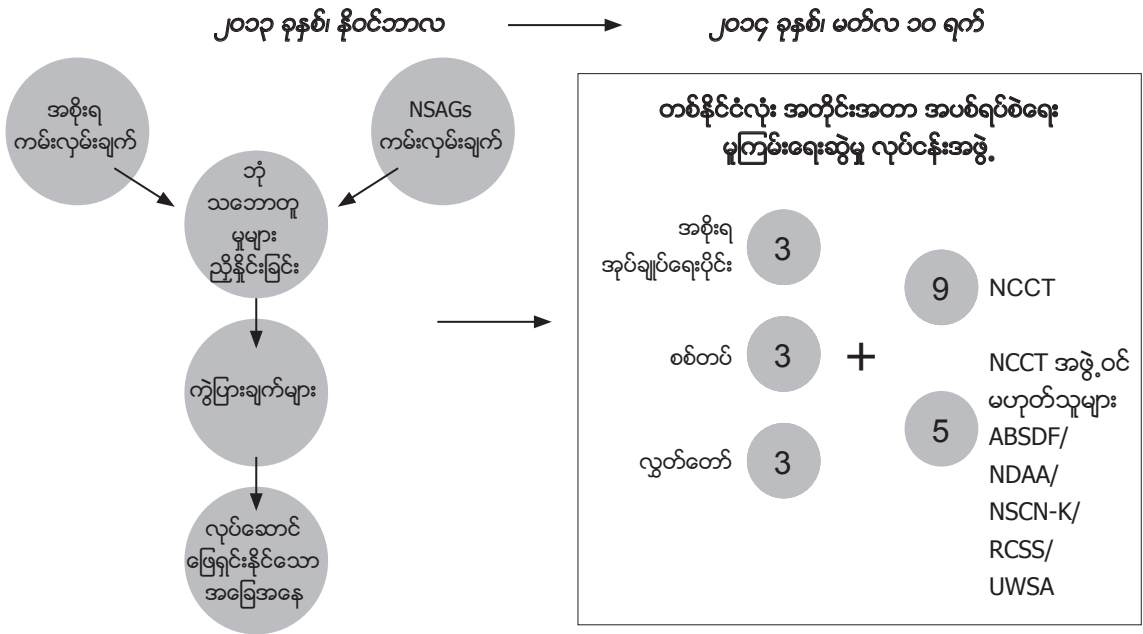 ၂၀၁၃ ခုနှစ်၊ နိုဝင်ဘာလ
၂၀၁၄ ခုနှစ်၊ မတ်လ ၁၀ ရက်
အစိုးရ
ကမ်းလှမ်းချက်
NSAGs
ကမ်းလှမ်းချက်
ဘုံ
သဘောတူ
မှုများ
ညှိနှိုင်းခြင်း
ကွဲပြားချက်များ
လုပ်ဆောင်
ဖြေရှင်းနိုင်သော
အခြေအနေ
တစ်နိုင်ငံလုံး အတိုင်းအတာ အပစ်ရပ်စဲရေး
မူကြမ်းရေးဆွဲမှု လုပ်ငန်းအဖွဲ့
အစိုးရ
အုပ်ချုပ်ရေးပိုင်း
3
စစ်တပ်
3
လွှတ်တော်
3
+
9
NCCT
5
NCCT အဖွဲ့ဝင်
မဟုတ်သူများ
ABSDF/
NDAA/
NSCN-K/
RCSS/
UWSA